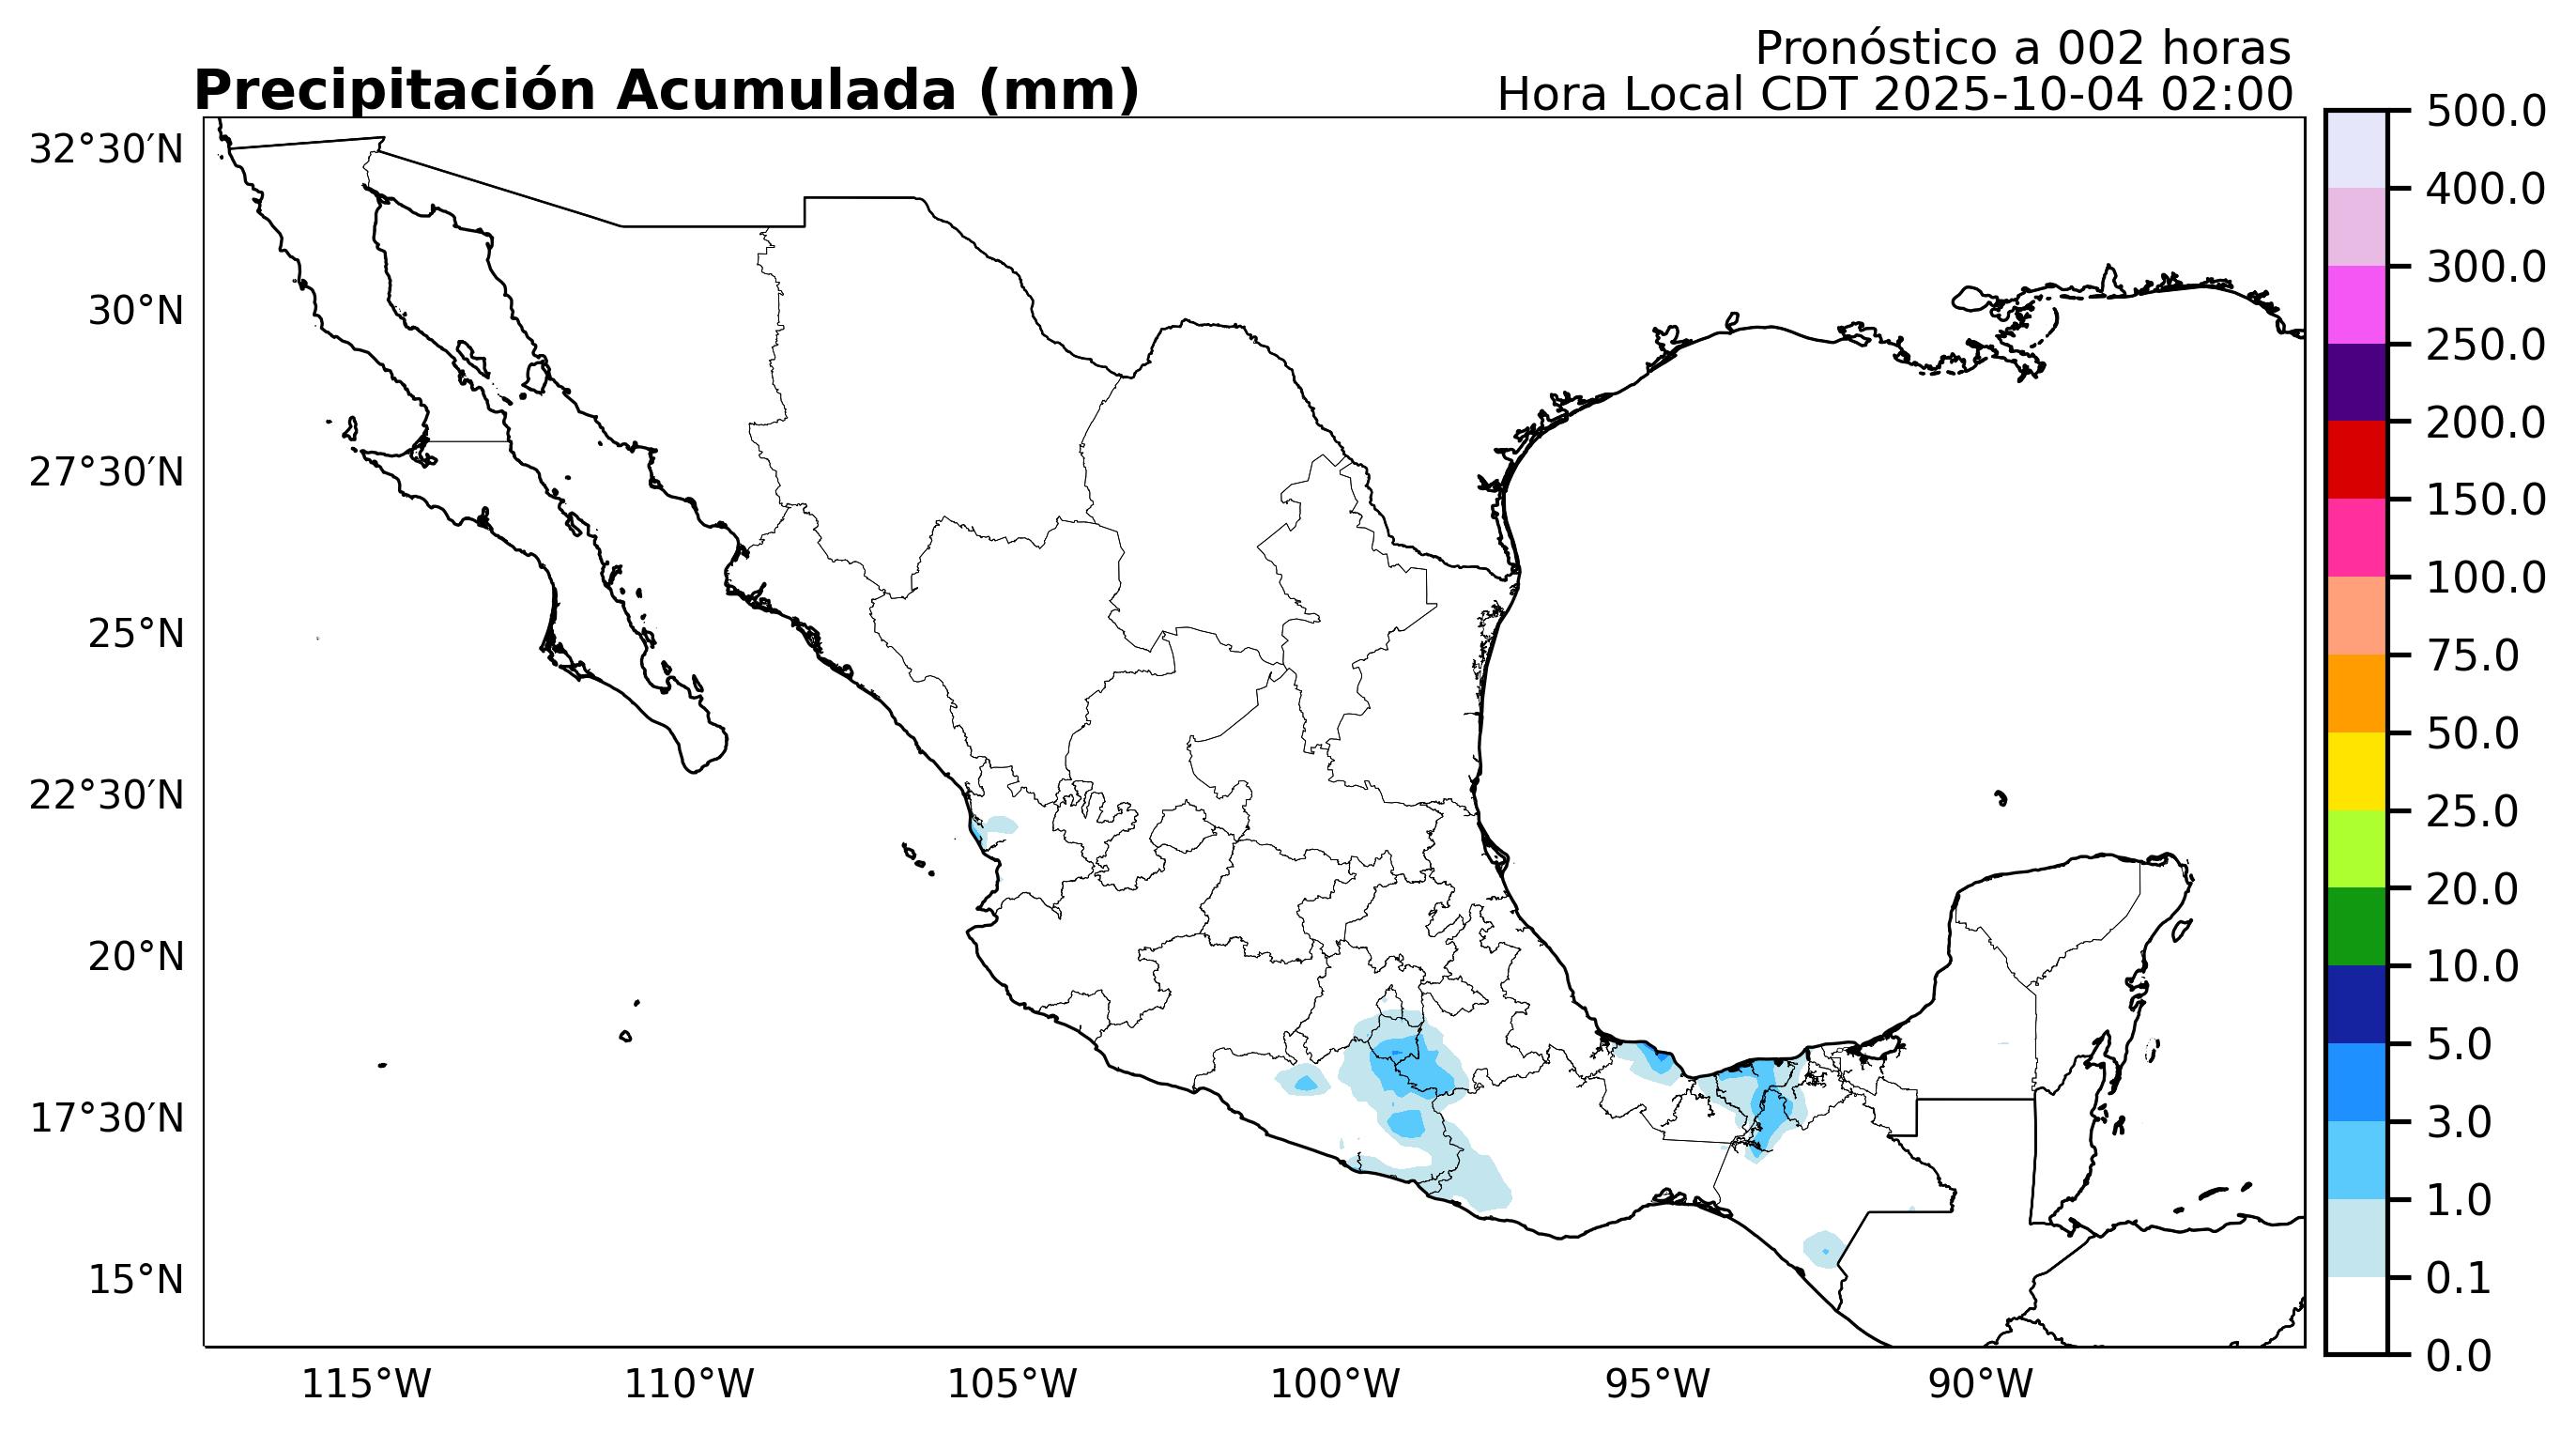 Pronóstico a 002 horas
Precipitación Acumulada (mm)
Hora Local CDT 2025-10-04 02:00
32°30′N
30°N
27°30′N
25°N
22°30′N
20°N
17°30′N
15°N
115°W
110°W
105°W
100°W
95°W
90°W
500.0
400.0
300.0
250.0
200.0
150.0
100.0
75.0
50.0
25.0
20.0
10.0
5.0
3.0
1.0
0.1
0.0